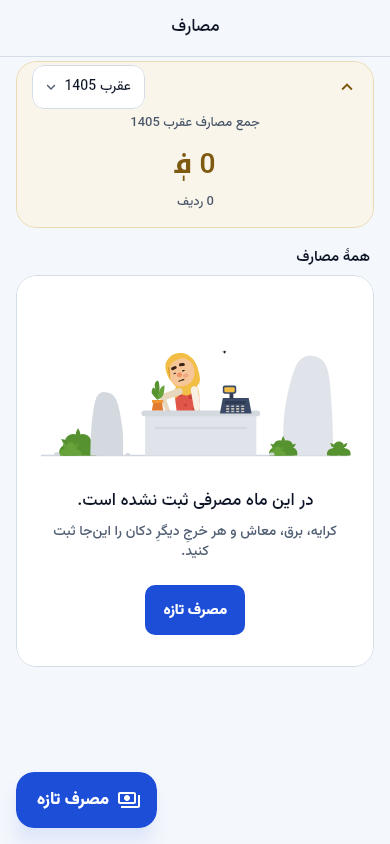 مصارف
عقرب 1405
جمع مصارف عقرب 1405
0 ؋
0 ردیف
همهٔ مصارف
در این ماه مصرفی ثبت نشده است.
کرایه، برق، معاش و هر خرجِ دیگرِ دکان را این‌جا ثبت
کنید.
مصرف تازه
مصرف تازه